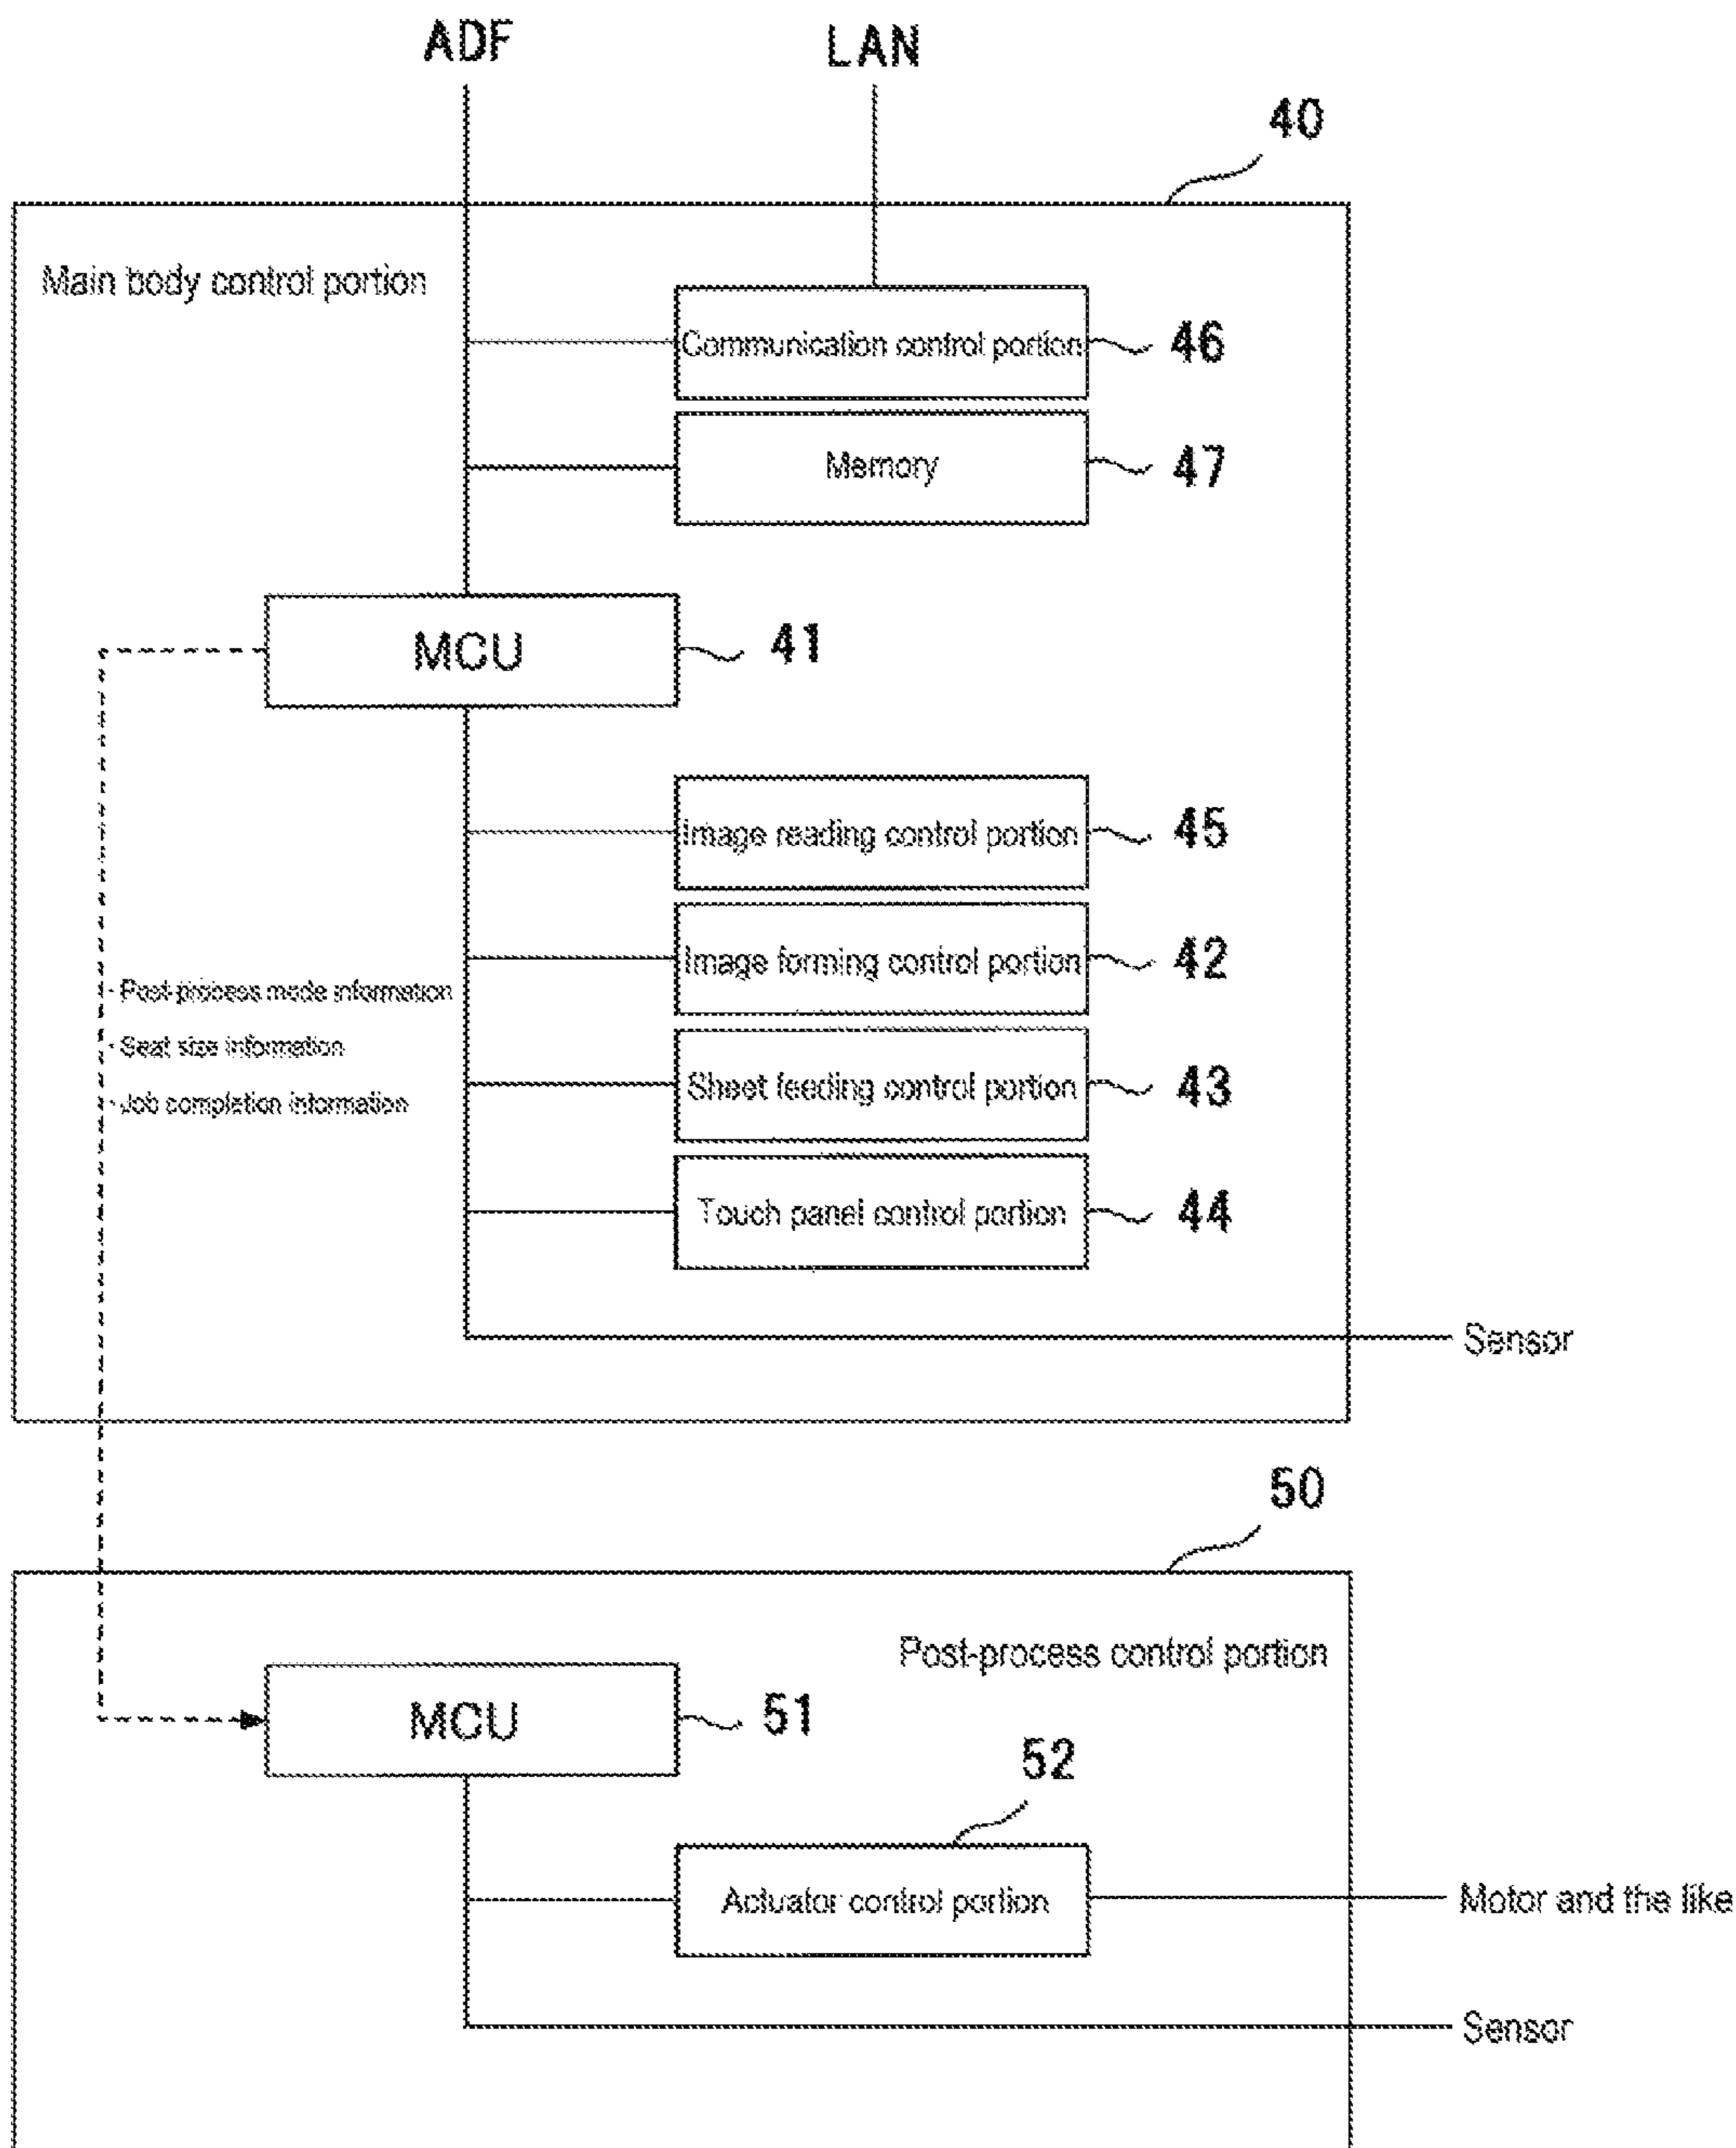 ADF
LAN
40
Main body control portion
Communication control portion
46
Memory
47
MCU
41
Image reading control portion
45
Image forming control portion
42
· Post-process mode information
· Seat size information
Sheet feeding control portion
43
· Job completion information
Touch panel control portion
44
Sensor
50
Post-process control portion
MCU
51
52
Actuator control portion
Motor and the like
Sensor